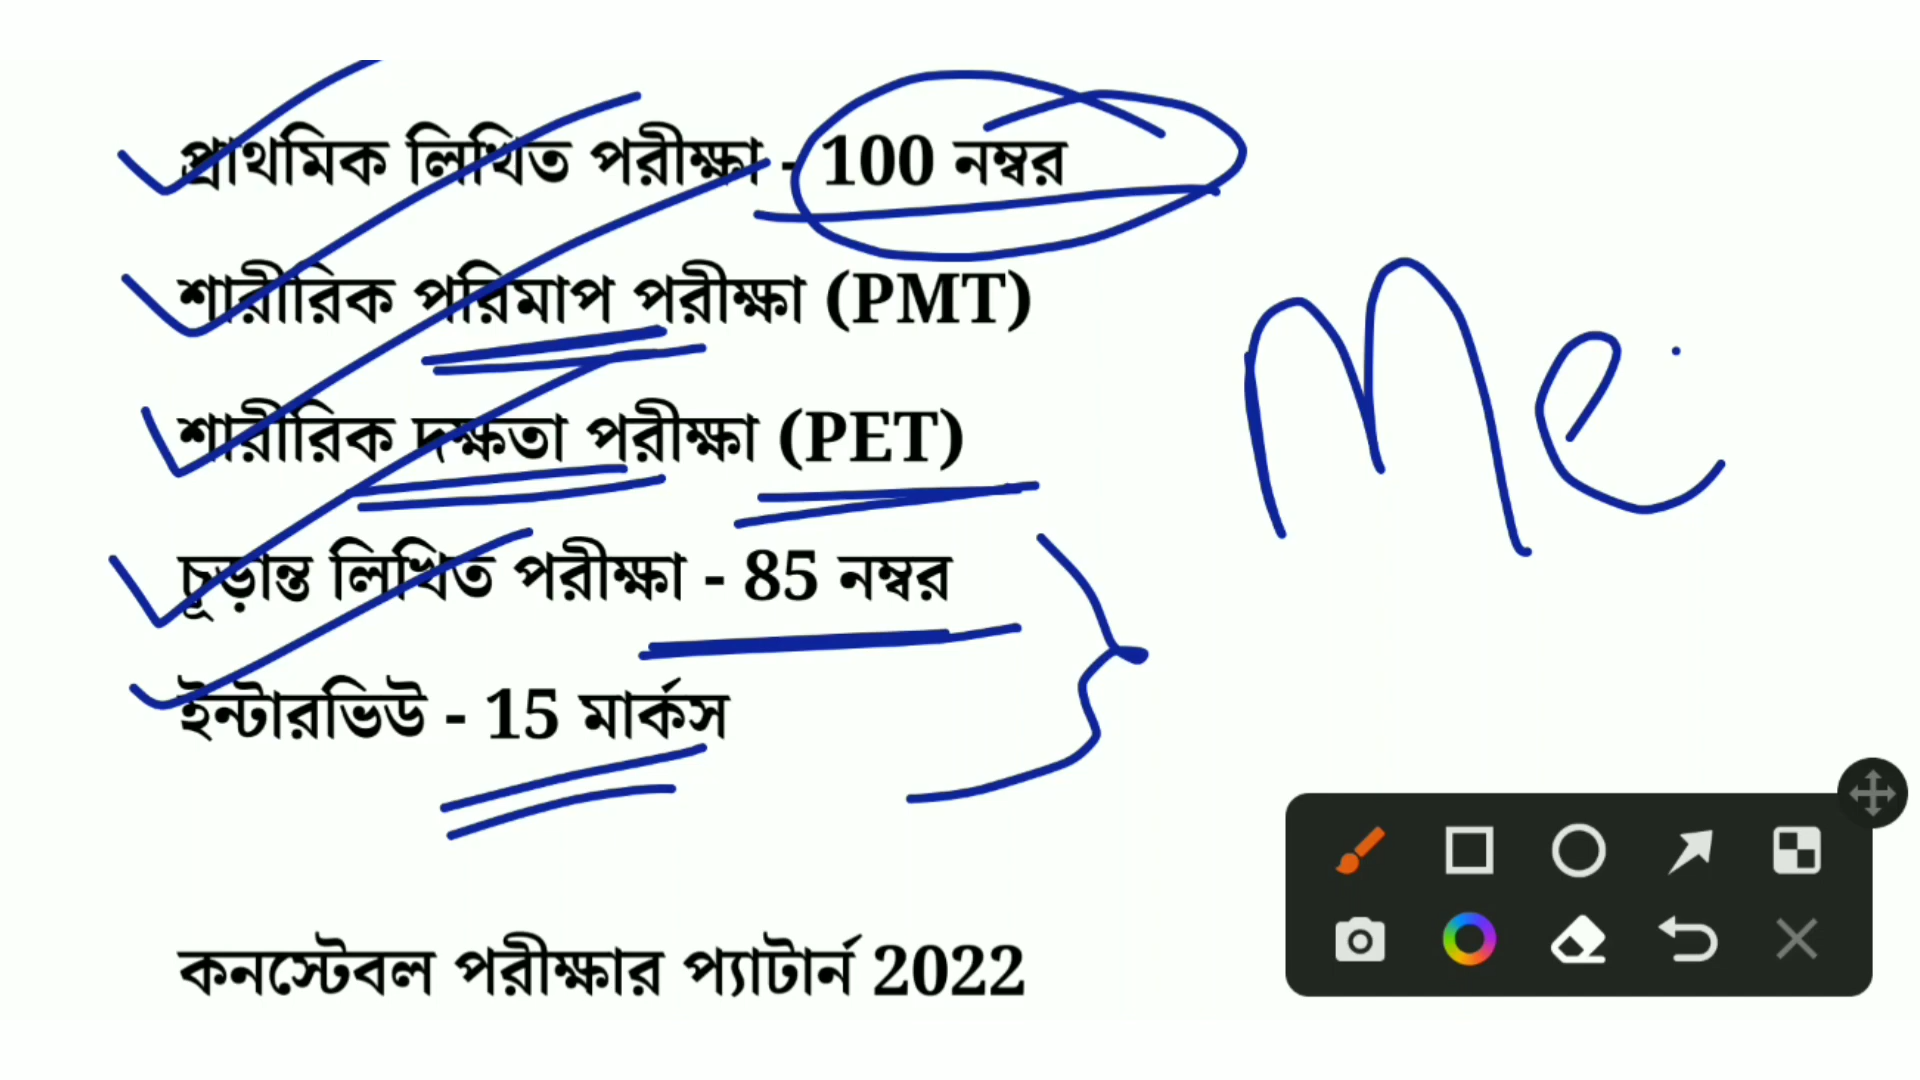 প্রাথমিক লিখিত পরীক্ষা - 100 নম্বর
শারীরিক পরিমাপ পরীক্ষা (PMT)
শারীরিক দক্ষতা পরীক্ষা (PET)
চূড়ান্ত লিখিত পরীক্ষা - 85 নম্বর
ইন্টারভিউ - 15 মার্কস
Me
কনস্টেবল পরীক্ষার প্যাটার্ন 2022